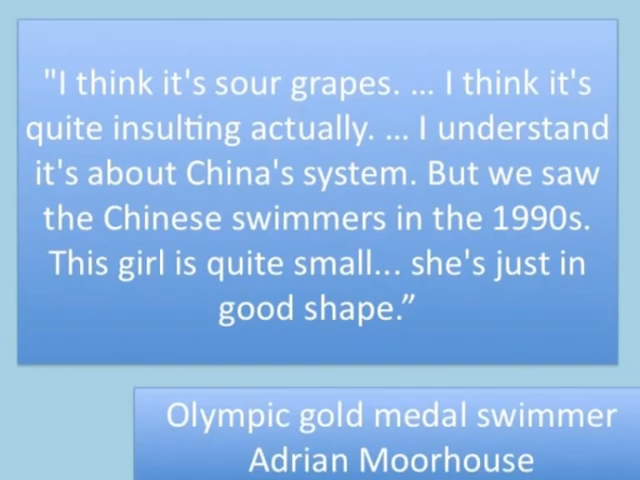 "I think it's sour grapes. ... I think it's
quite insulting actually. ... I understand
it's about China's system. But we saw
the Chinese swimmers in the 1990s.
This girl is quite small... she's just in
good shape.”
Olympic gold medal swimmer
Adrian Moorhouse